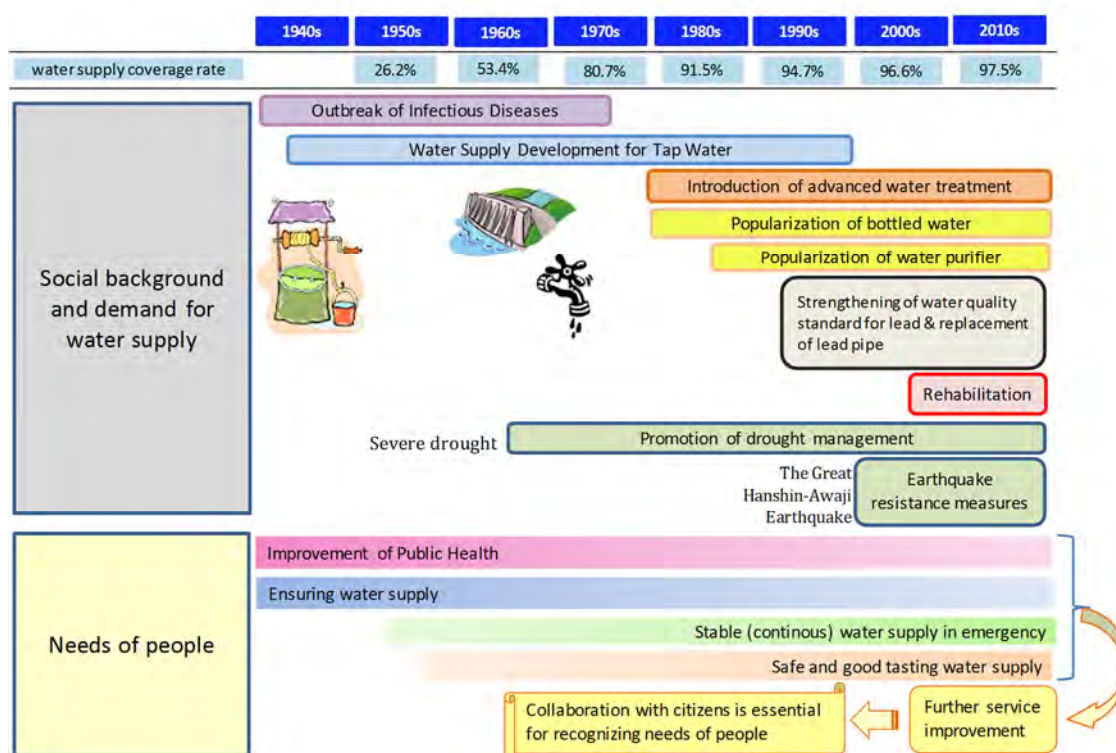 1940s 1950s 1960s 1970s 1980s 1990s 2000s 2010s
water supply coverage rate 26.2% 53.4% 80.7% 91.5% 94.7% 96.6% 97.5%
Social background
and demand for
water supply
Outbreak of Infectious Diseases
Water Supply Development for Tap Water
Introduction of advanced water treatment
Popularization of bottled water
Popularization of water purifier
Strengthening of water quality
standard for lead & replacement
of lead pipe
Rehabilitation
Severe drought
Promotion of drought management
The Great
Hanshin-Awaji
Earthquake
Earthquake
resistance measures
Needs of people
Improvement of Public Health
Ensuring water supply
Stable (continous) water supply in emergency
Safe and good tasting water supply
Collaboration with citizens is essential
for recognizing needs of people
Further service
improvement